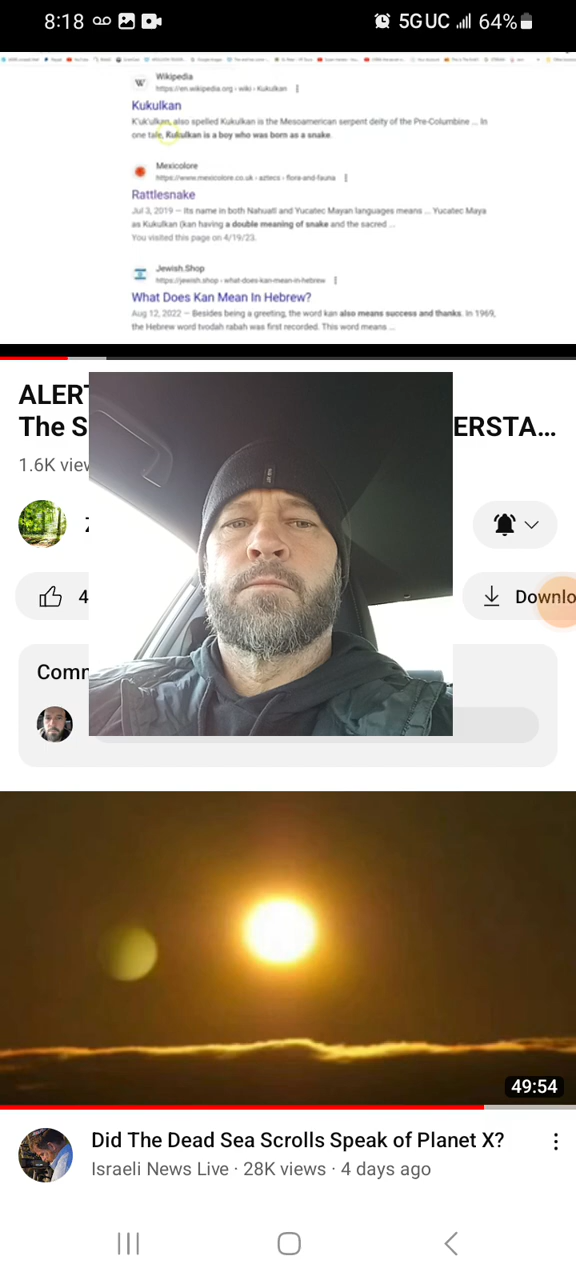 8:18 5G UC 64%
Wikipedia
https://en.wikipedia.org › wiki › Kukulkan
Kukulkan
K'uk'ulkan, also spelled Kukulkan is the Mesoamerican serpent deity of the Pre-Columbine ... In
one tale, Kukulkan is a boy who was born as a snake.
Mexicolore
https://www.mexicolore.co.uk › aztecs › flora-and-fauna
Rattlesnake
Jul 3, 2019 — Its name in both Nahuatl and Yucatec Mayan languages means ... Yucatec Maya
as Kukulkan (kan having a double meaning of snake and the sacred ...
You visited this page on 4/19/23.
Jewish.Shop
https://jewish.shop › what-does-kan-mean-in-hebrew
What Does Kan Mean In Hebrew?
Aug 12, 2022 — Besides being a greeting, the word kan also means success and thanks. In 1969,
the Hebrew word tvodah rabah was first recorded. This word means ...
ALERT
The S ERSTA...
1.6K view
4 Downlo
Comm
49:54
Did The Dead Sea Scrolls Speak of Planet X?
Israeli News Live · 28K views · 4 days ago